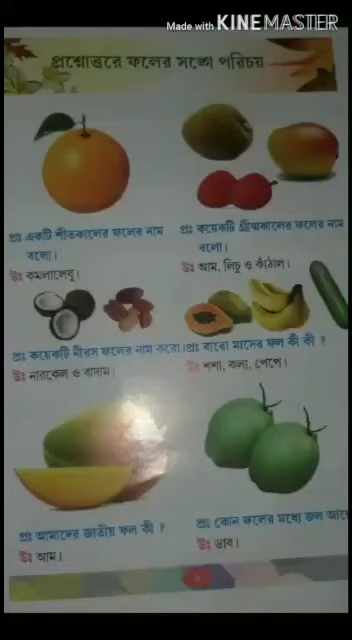 Made with KINEMASTER
প্রশ্নোত্তরে ফলের সঙ্গে পরিচয়
প্রঃ একটি শীতকালের ফলের নাম
বলো।
উঃ কমলালেবু।
প্রঃ কয়েকটি গ্রীষ্মকালের ফলের নাম
বলো।
উঃ আম, লিচু ও কাঁঠাল।
প্রঃ কয়েকটি নীরস ফলের নাম করো।
উঃ নারকেল ও বাদাম।
প্রঃ বারো মাসের ফল কী কী ?
উঃ শশা, কলা, পেঁপে।
প্রঃ আমাদের জাতীয় ফল কী ?
উঃ আম।
প্রঃ কোন ফলের মধ্যে জল আছে
উঃ ডাব।